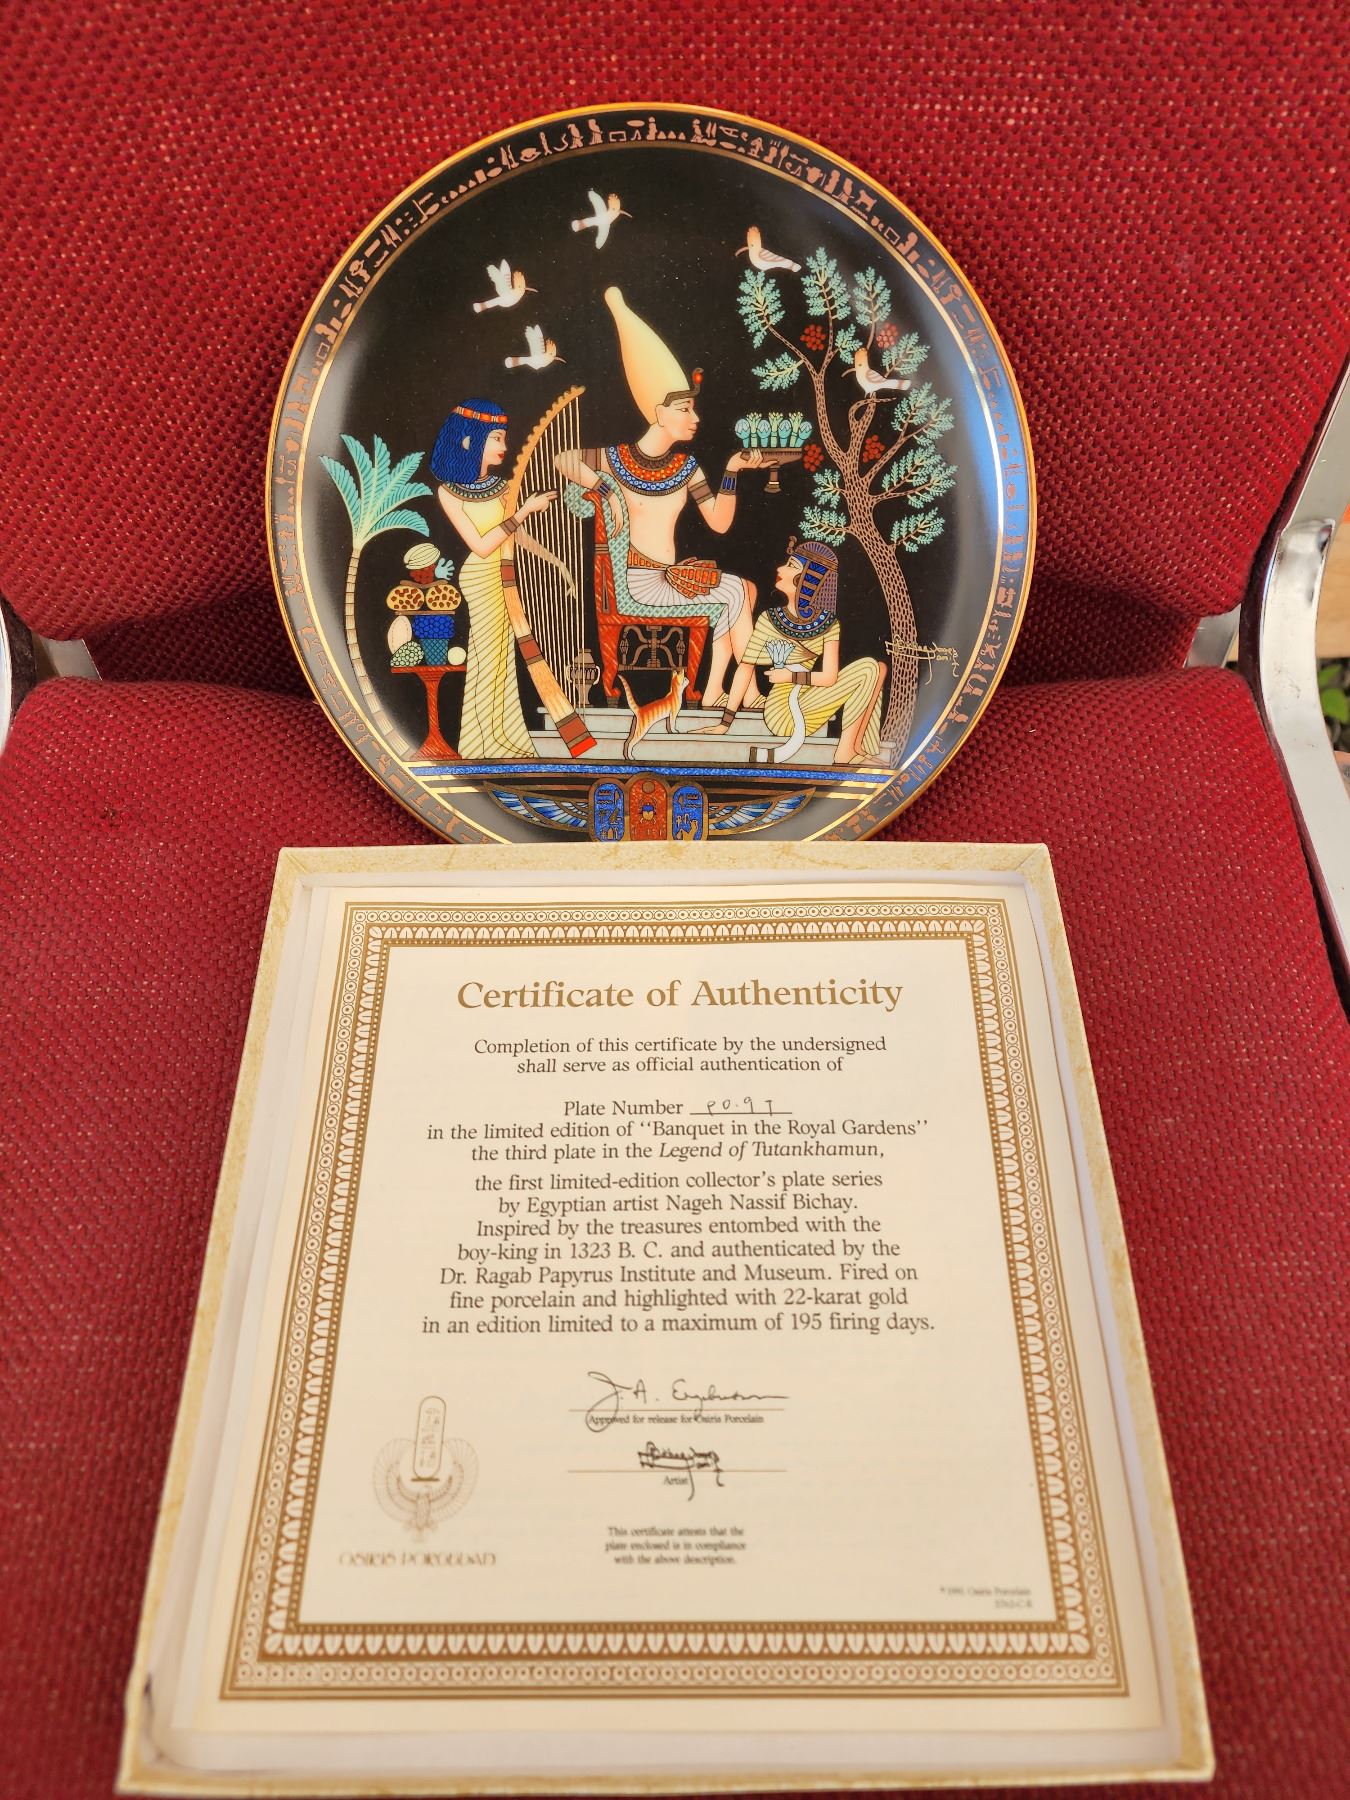 Certificate of Authenticity
Completion of this certificate by the undersigned
shall serve as official authentication of
Plate Number
in the limited edition of “Banquet in the Royal Gardens”
the third plate in the Legend of Tutankhamun,
the first limited-edition collector’s plate series
by Egyptian artist Nageh Nassif Bichay.
Inspired by the treasures entombed with the
boy-king in 1323 B. C. and authenticated by the
Dr. Ragab Papyrus Institute and Museum. Fired on
fine porcelain and highlighted with 22-karat gold
in an edition limited to a maximum of 195 firing days.
J. A.
Approved for release for Osiris Porcelain
Artist
This certificate attests that the
plate enclosed is in compliance
with the above description.
OSIRIS PORCELAIN
©1991 Osiris Porcelain